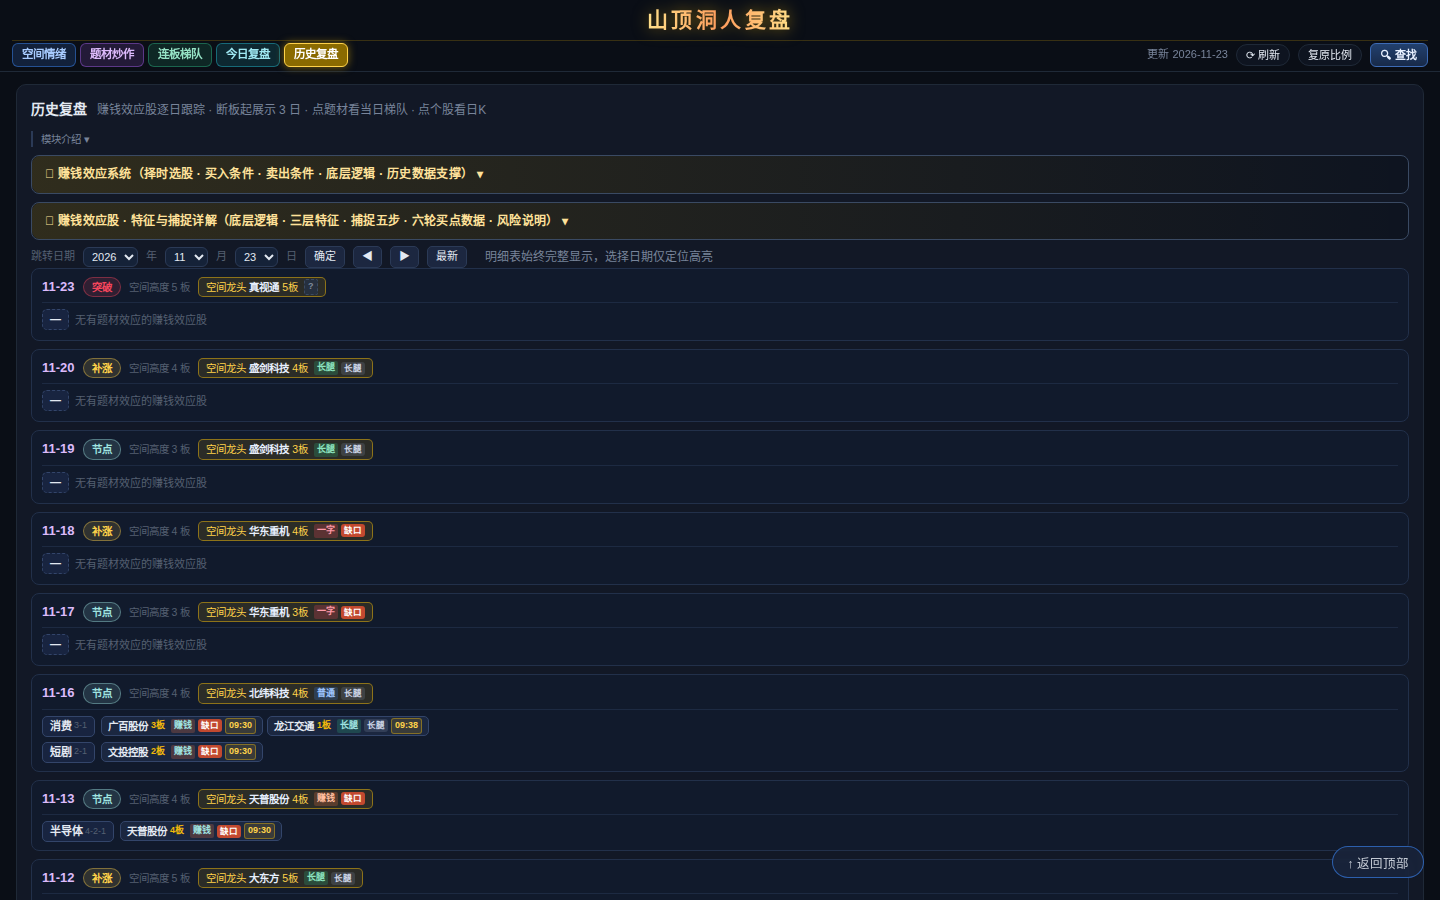 山顶洞人复盘
空间情绪 题材炒作 连板梯队 今日复盘 历史复盘 更新 2026-11-23 ⟳ 刷新 复原比例 🔍 查找
历史复盘 赚钱效应股逐日跟踪 · 断板起展示 3 日 · 点题材看当日梯队 · 点个股看日K
模块介绍 ▾
赚钱效应系统（择时选股 · 买入条件 · 卖出条件 · 底层逻辑 · 历史数据支撑） ▼
赚钱效应股 · 特征与捕捉详解（底层逻辑 · 三层特征 · 捕捉五步 · 六轮买点数据 · 风险说明） ▼
跳转日期 2026 年 11 月 23 日 确定 ◀ ▶ 最新 明细表始终完整显示，选择日期仅定位高亮
11-23 突破 空间高度 5 板 空间龙头 真视通 5板 ?
— 无有题材效应的赚钱效应股
11-20 补涨 空间高度 4 板 空间龙头 盛剑科技 4板 长腿 长腿
— 无有题材效应的赚钱效应股
11-19 节点 空间高度 3 板 空间龙头 盛剑科技 3板 长腿 长腿
— 无有题材效应的赚钱效应股
11-18 补涨 空间高度 4 板 空间龙头 华东重机 4板 一字 缺口
— 无有题材效应的赚钱效应股
11-17 节点 空间高度 3 板 空间龙头 华东重机 3板 一字 缺口
— 无有题材效应的赚钱效应股
11-16 节点 空间高度 4 板 空间龙头 北纬科技 4板 普通 长腿
消费 3-1 广百股份 3板 赚钱 缺口 09:30 龙江交通 1板 长腿 长腿 09:38
短剧 2-1 文投控股 2板 赚钱 缺口 09:30
11-13 节点 空间高度 4 板 空间龙头 天普股份 4板 赚钱 缺口
半导体 4-2-1 天普股份 4板 赚钱 缺口 09:30
11-12 补涨 空间高度 5 板 空间龙头 大东方 5板 长腿 长腿
↑ 返回顶部